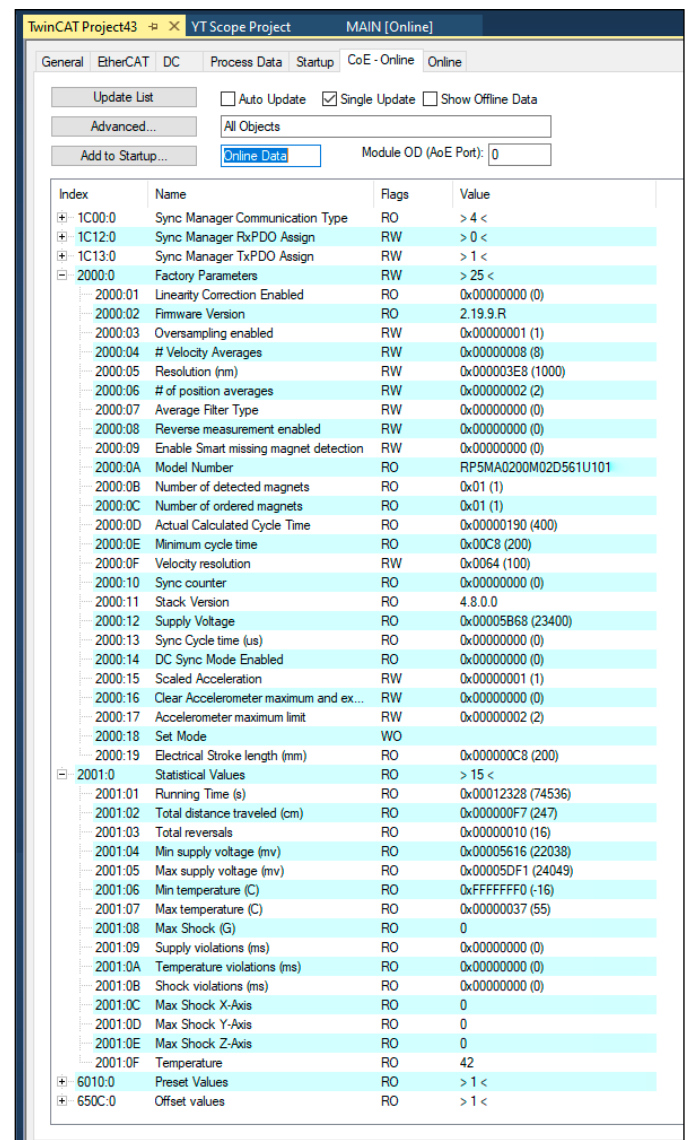 TwinCAT Project43 YT Scope Project MAIN [Online]
General EtherCAT DC Process Data Startup CoE - Online Online
Update List Auto Update Single Update Show Offline Data
Advanced... All Objects
Add to Startup... Online Data Module OD (AoE Port): 0
Index Name Flags Value
1C00:0 Sync Manager Communication Type RO > 4 <
1C12:0 Sync Manager RxPDO Assign RW > 0 <
1C13:0 Sync Manager TxPDO Assign RW > 1 <
2000:0 Factory Parameters RW > 25 <
2000:01 Linearity Correction Enabled RO 0x00000000 (0)
2000:02 Firmware Version RO 2.19.9.R
2000:03 Oversampling enabled RW 0x00000001 (1)
2000:04 # Velocity Averages RW 0x00000008 (8)
2000:05 Resolution (nm) RW 0x000003E8 (1000)
2000:06 # of position averages RW 0x00000002 (2)
2000:07 Average Filter Type RW 0x00000000 (0)
2000:08 Reverse measurement enabled RW 0x00000000 (0)
2000:09 Enable Smart missing magnet detection RW 0x00000000 (0)
2000:0A Model Number RO RP5MA0200M02D561U101
2000:0B Number of detected magnets RO 0x01 (1)
2000:0C Number of ordered magnets RO 0x01 (1)
2000:0D Actual Calculated Cycle Time RO 0x00000190 (400)
2000:0E Minimum cycle time RO 0x00C8 (200)
2000:0F Velocity resolution RW 0x0064 (100)
2000:10 Sync counter RO 0x00000000 (0)
2000:11 Stack Version RO 4.8.0.0
2000:12 Supply Voltage RO 0x00005B68 (23400)
2000:13 Sync Cycle time (us) RO 0x00000000 (0)
2000:14 DC Sync Mode Enabled RO 0x00000000 (0)
2000:15 Scaled Acceleration RW 0x00000001 (1)
2000:16 Clear Accelerometer maximum and ex... RW 0x00000000 (0)
2000:17 Accelerometer maximum limit RW 0x00000002 (2)
2000:18 Set Mode WO
2000:19 Electrical Stroke length (mm) RO 0x000000C8 (200)
2001:0 Statistical Values RO > 15 <
2001:01 Running Time (s) RO 0x00012328 (74536)
2001:02 Total distance traveled (cm) RO 0x000000F7 (247)
2001:03 Total reversals RO 0x00000010 (16)
2001:04 Min supply voltage (mv) RO 0x00005616 (22038)
2001:05 Max supply voltage (mv) RO 0x00005DF1 (24049)
2001:06 Min temperature (C) RO 0xFFFFFFF0 (-16)
2001:07 Max temperature (C) RO 0x00000037 (55)
2001:08 Max Shock (G) RO 0
2001:09 Supply violations (ms) RO 0x00000000 (0)
2001:0A Temperature violations (ms) RO 0x00000000 (0)
2001:0B Shock violations (ms) RO 0x00000000 (0)
2001:0C Max Shock X-Axis RO 0
2001:0D Max Shock Y-Axis RO 0
2001:0E Max Shock Z-Axis RO 0
2001:0F Temperature RO 42
6010:0 Preset Values RO > 1 <
650C:0 Offset values RO > 1 <